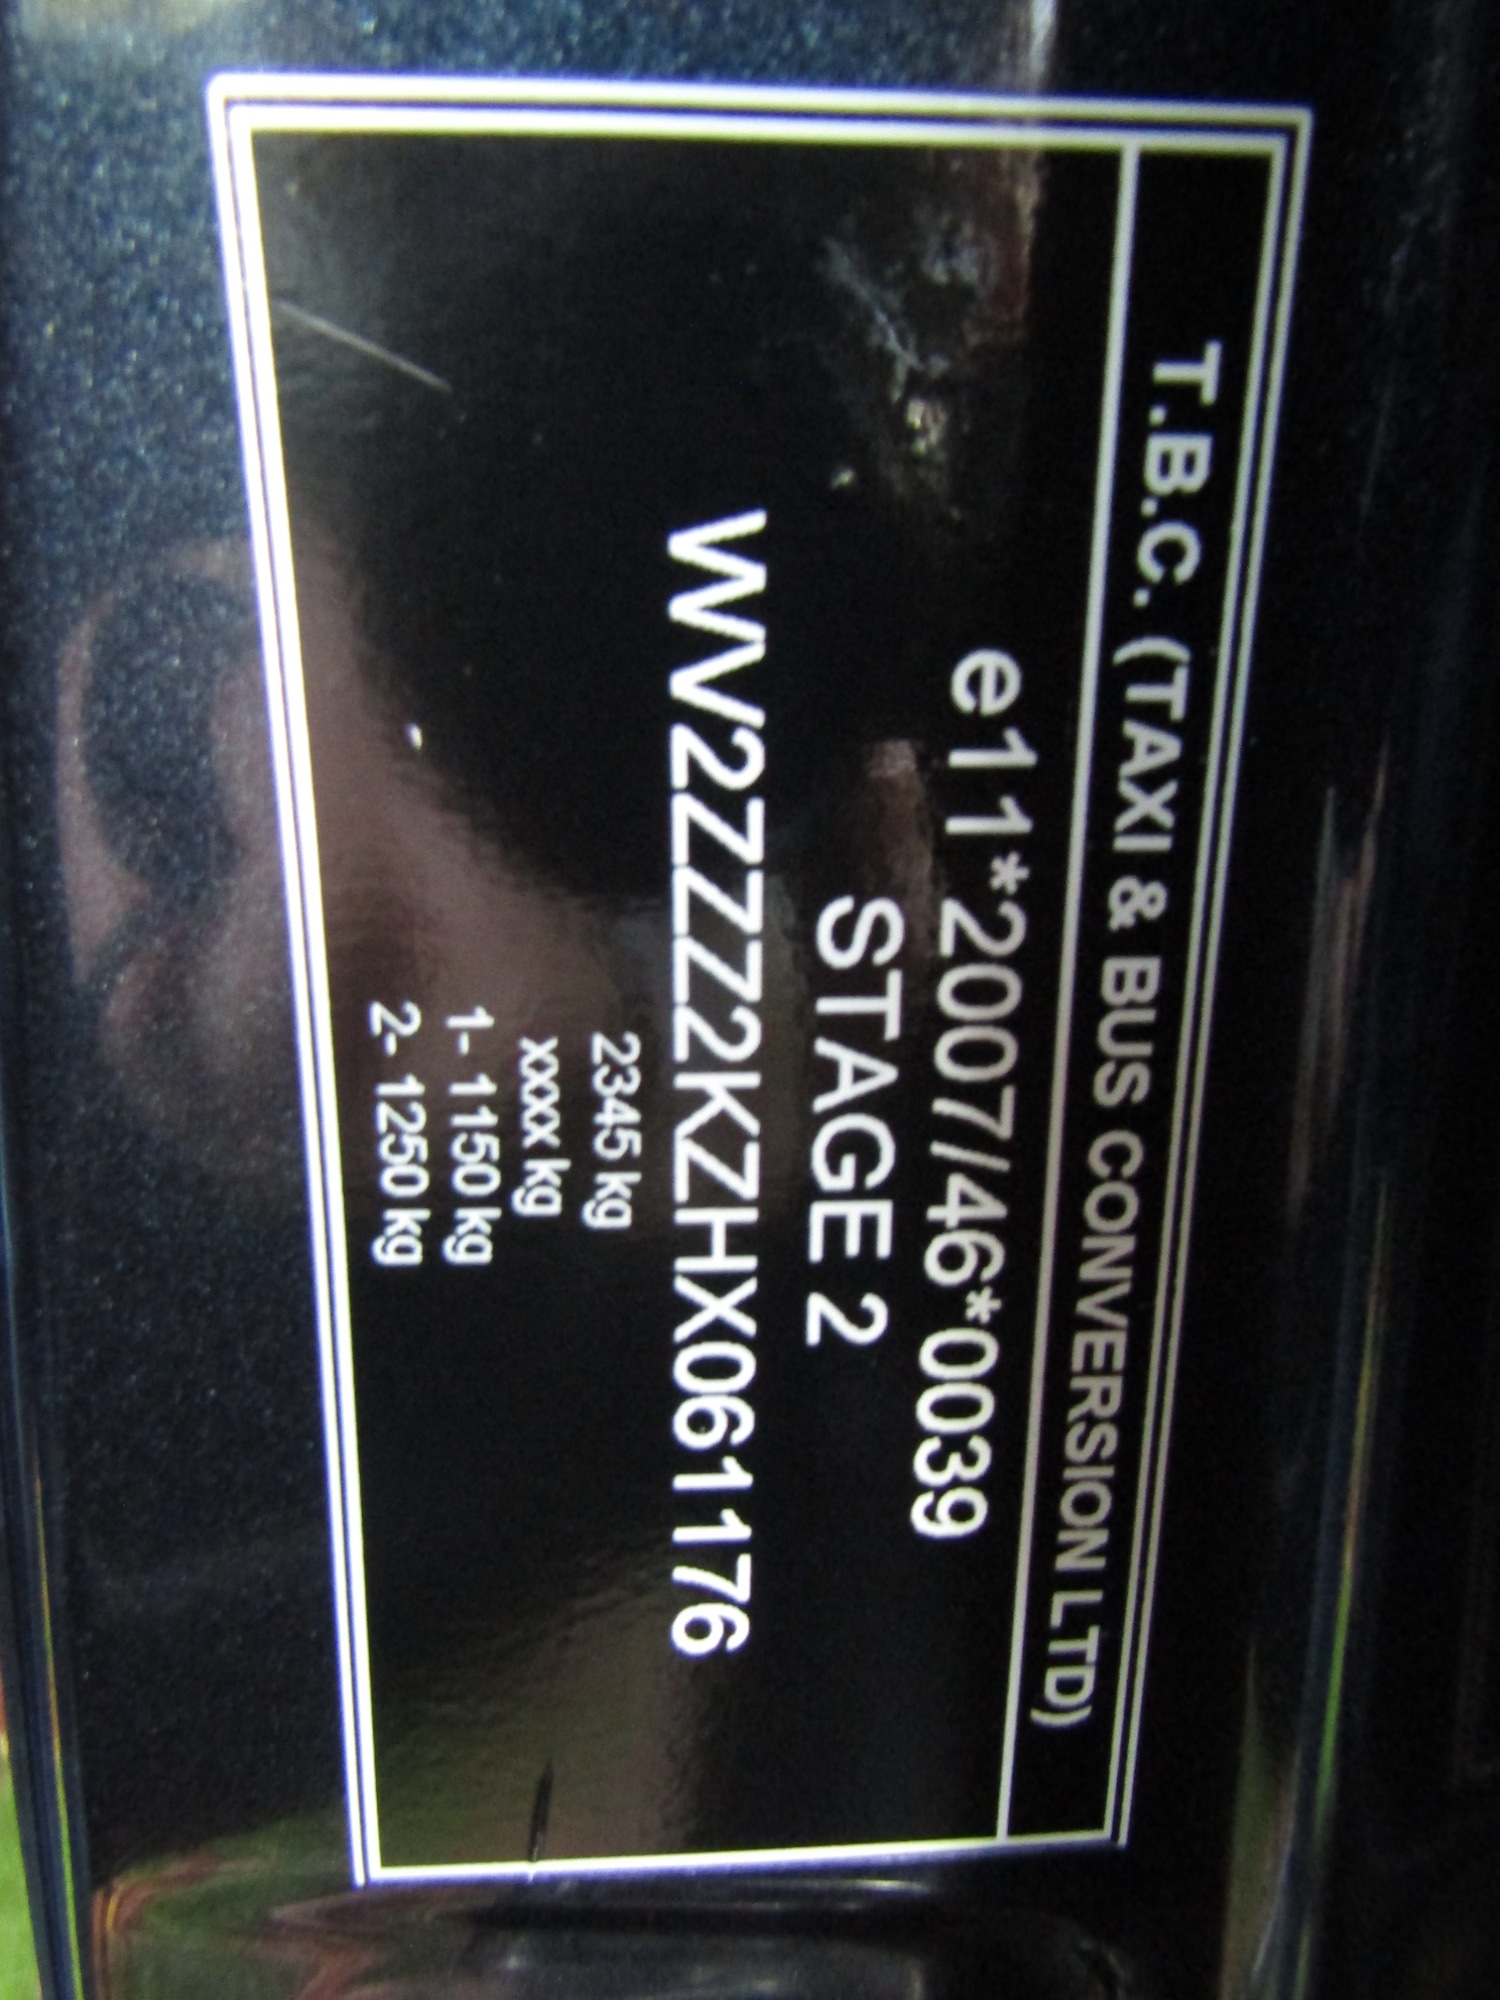 T.B.C. (TAXI & BUS CONVERSION LTD)
e11*2007/46*0039
STAGE 2
WV2ZZZ2KZHX061176
2345 kg
xxxx kg
1- 1150 kg
2- 1250 kg